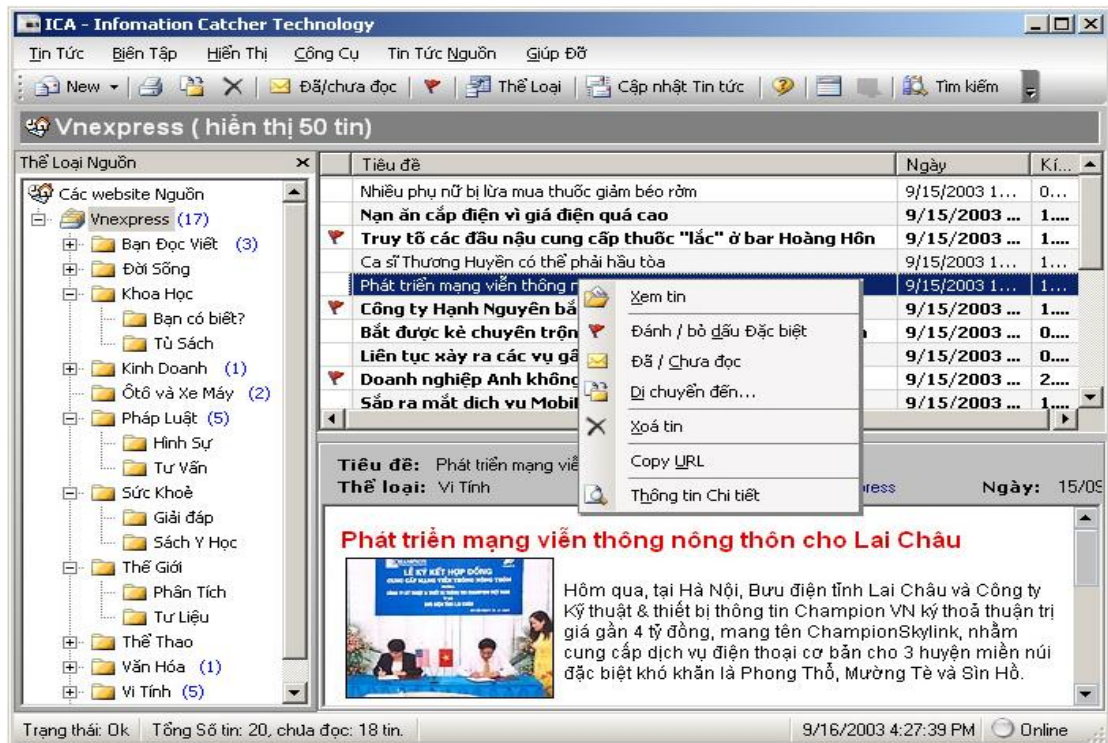 ICA - Infomation Catcher Technology
Tin Tức Biên Tập Hiển Thị Công Cụ Tin Tức Nguồn Giúp Đỡ
New Đã/chưa đọc Thể Loại Cập nhật Tin tức Tìm kiếm
Vnexpress ( hiển thị 50 tin)
Thể Loại Nguồn
Các website Nguồn
Vnexpress (17)
Bạn Đọc Viết (3)
Đời Sống
Khoa Học
Bạn có biết?
Tủ Sách
Kinh Doanh (1)
Ôtô và Xe Máy (2)
Pháp Luật (5)
Hình Sự
Tư Vấn
Sức Khoẻ
Giải đáp
Sách Y Học
Thế Giới
Phân Tích
Tư Liệu
Thể Thao
Văn Hóa (1)
Vi Tính (5)
Tiêu đề Ngày Kí...
Nhiều phụ nữ bị lừa mua thuốc giảm béo rởm 9/15/2003 1... 0...
Nạn ăn cắp điện vì giá điện quá cao 9/15/2003 ... 1....
Truy tố các đầu nậu cung cấp thuốc "lắc" ở bar Hoàng Hôn 9/15/2003 ... 1....
Ca sĩ Thương Huyền có thể phải hầu tòa 9/15/2003 1... 1...
Phát triển mạng viễn thông 9/15/2003 1... 1...
Công ty Hạnh Nguyên 9/15/2003 ... 1....
Bắt được kẻ chuyên 9/15/2003 ... 0....
Liên tục xảy ra các vụ 9/15/2003 ... 0....
Doanh nghiệp Anh không 9/15/2003 ... 2....
Sắp ra mắt dịch vụ 9/15/2003 ... 1....
Xem tin
Đánh / bỏ dấu Đặc biệt
Đã / Chưa đọc
Di chuyển đến...
Xoá tin
Copy URL
Thông tin Chi tiết
Tiêu đề: Phát triển mạng
Thể loại: Vi Tính Ngày: 15/09
Phát triển mạng viễn thông nông thôn cho Lai Châu
LỄ KÝ KẾT HỢP ĐỒNG
Hôm qua, tại Hà Nội, Bưu điện tỉnh Lai Châu và Công ty
Kỹ thuật & thiết bị thông tin Champion VN ký thoả thuận trị
giá gần 4 tỷ đồng, mang tên ChampionSkylink, nhằm
cung cấp dịch vụ điện thoại cơ bản cho 3 huyện miền núi
đặc biệt khó khăn là Phong Thổ, Mường Tè và Sìn Hồ.
Trạng thái: Ok Tổng Số tin: 20, chưa đọc: 18 tin. 9/16/2003 4:27:39 PM Online